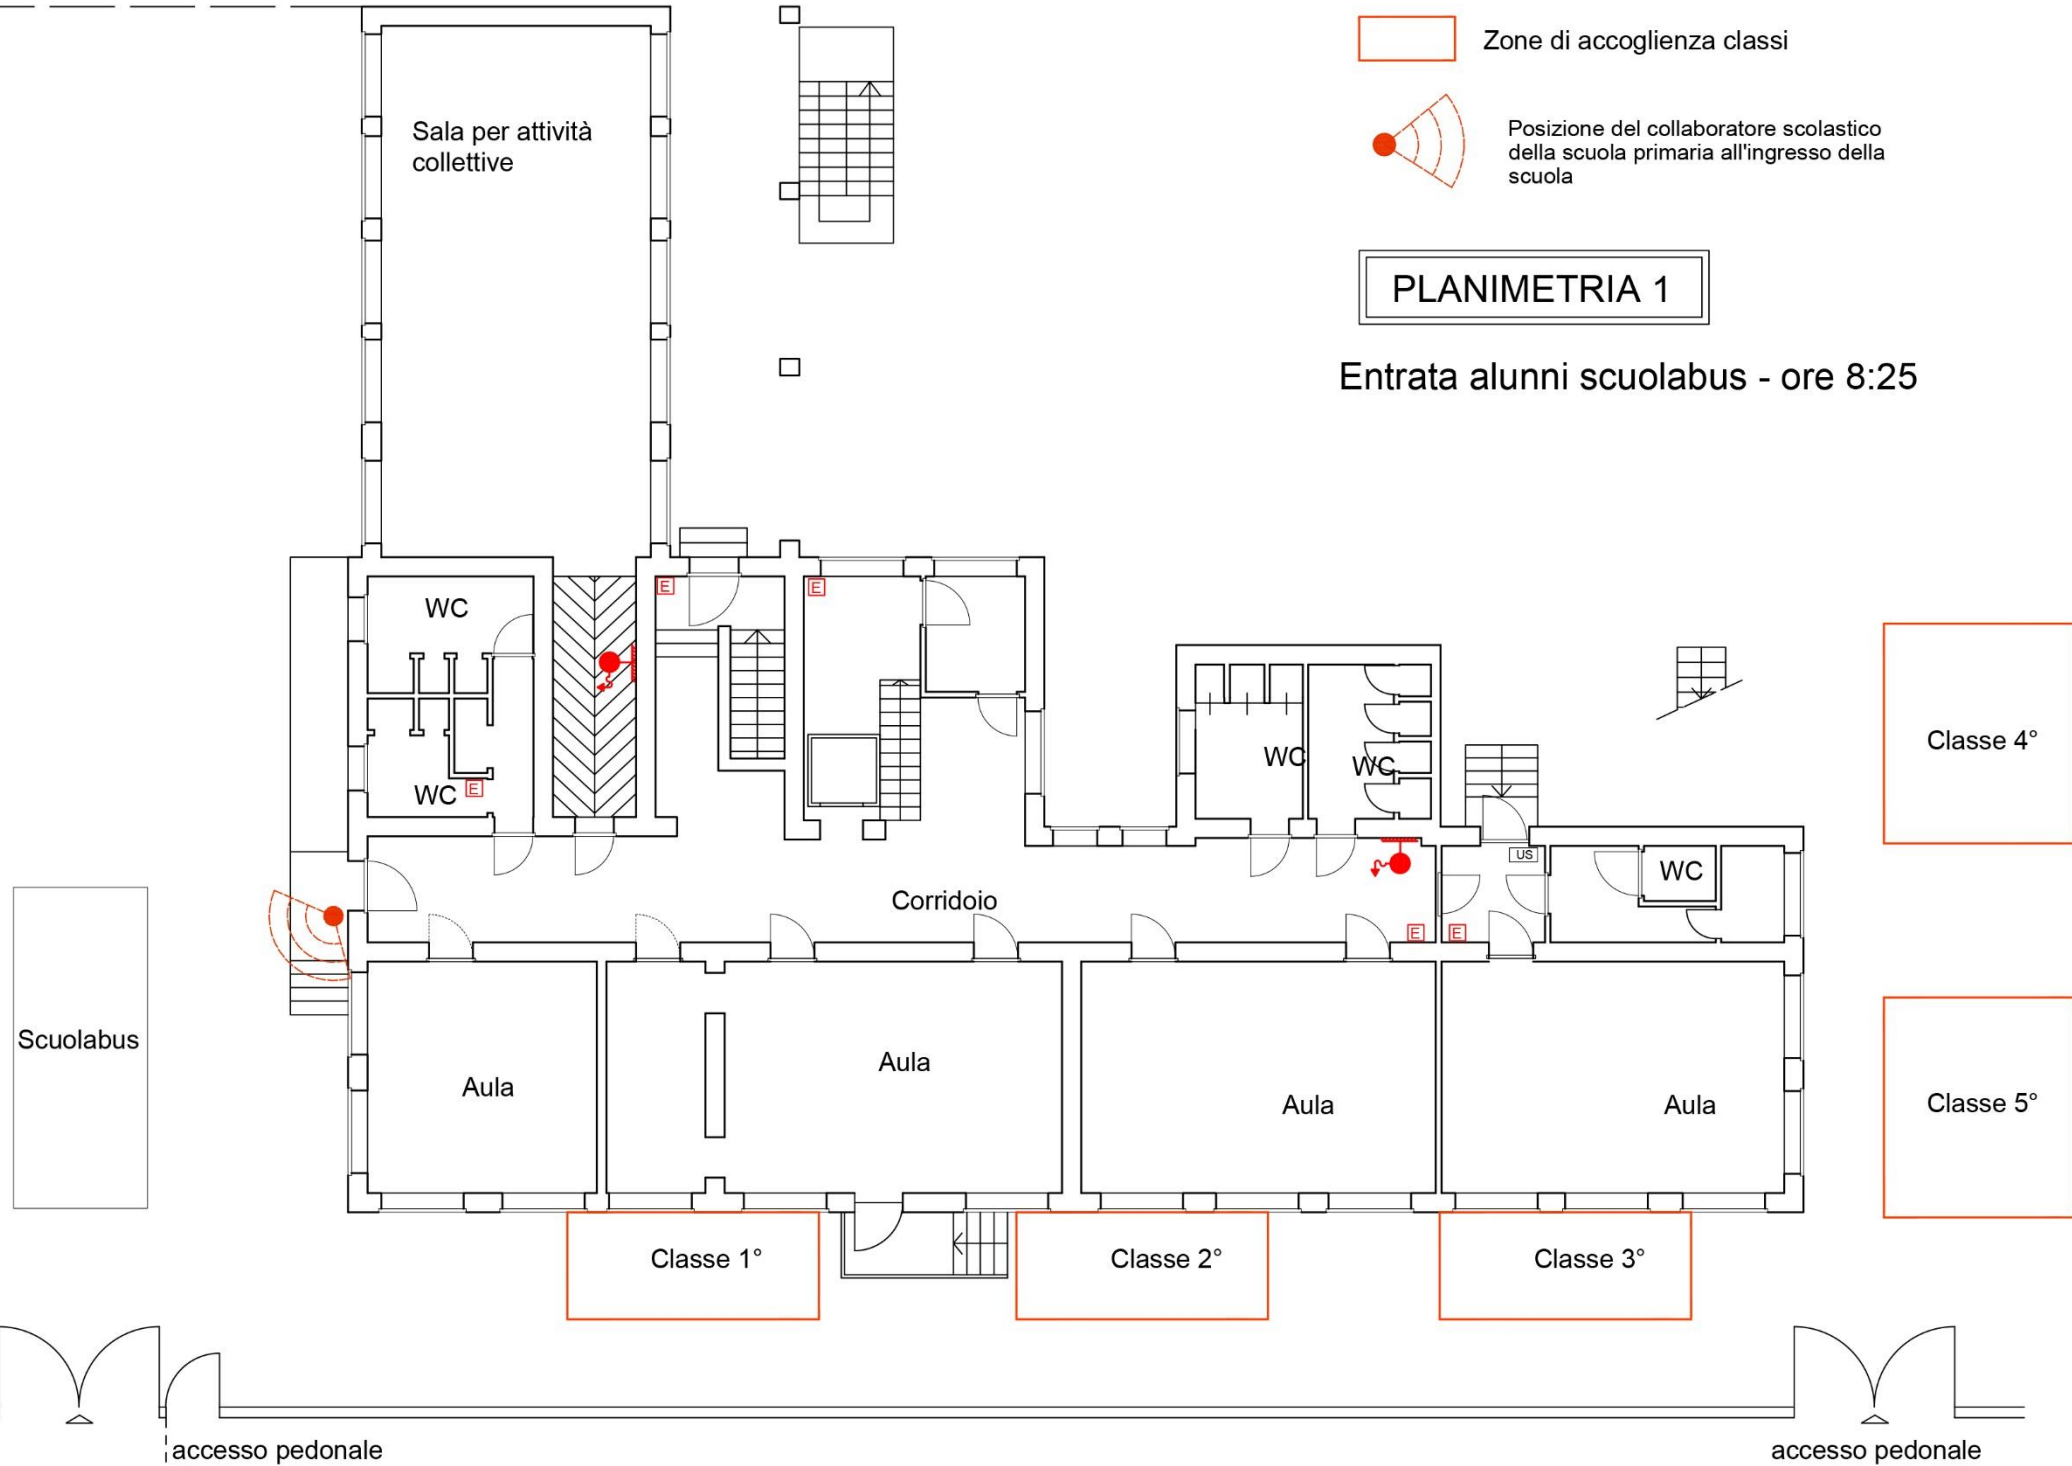 Zone di accoglienza classi
Sala per attività
collettive
Posizione del collaboratore scolastico
della scuola primaria all'ingresso della
scuola
PLANIMETRIA 1
Entrata alunni scuolabus - ore 8:25
E
E
WC
WC
E
WC
WC
Classe 4°
US
WC
Corridoio
E
E
Scuolabus
Aula
Aula
Aula
Aula
Classe 5°
Classe 1°
Classe 2°
Classe 3°
accesso pedonale
accesso pedonale